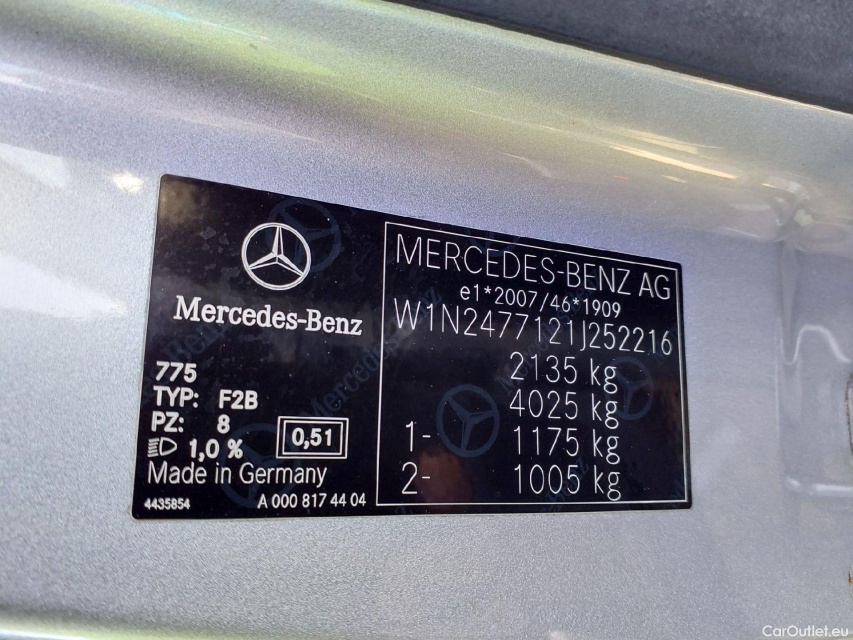 Mercedes-Benz
775
TYP: F2B
PZ: 8
1,0 %
0,51
Made in Germany
4435854
A 000 817 44 04
MERCEDES-BENZ AG
e1*2007/46*1909
W1N2477121J252216
2135 kg
4025 kg
1- 1175 kg
2- 1005 kg
CarOutlet.eu